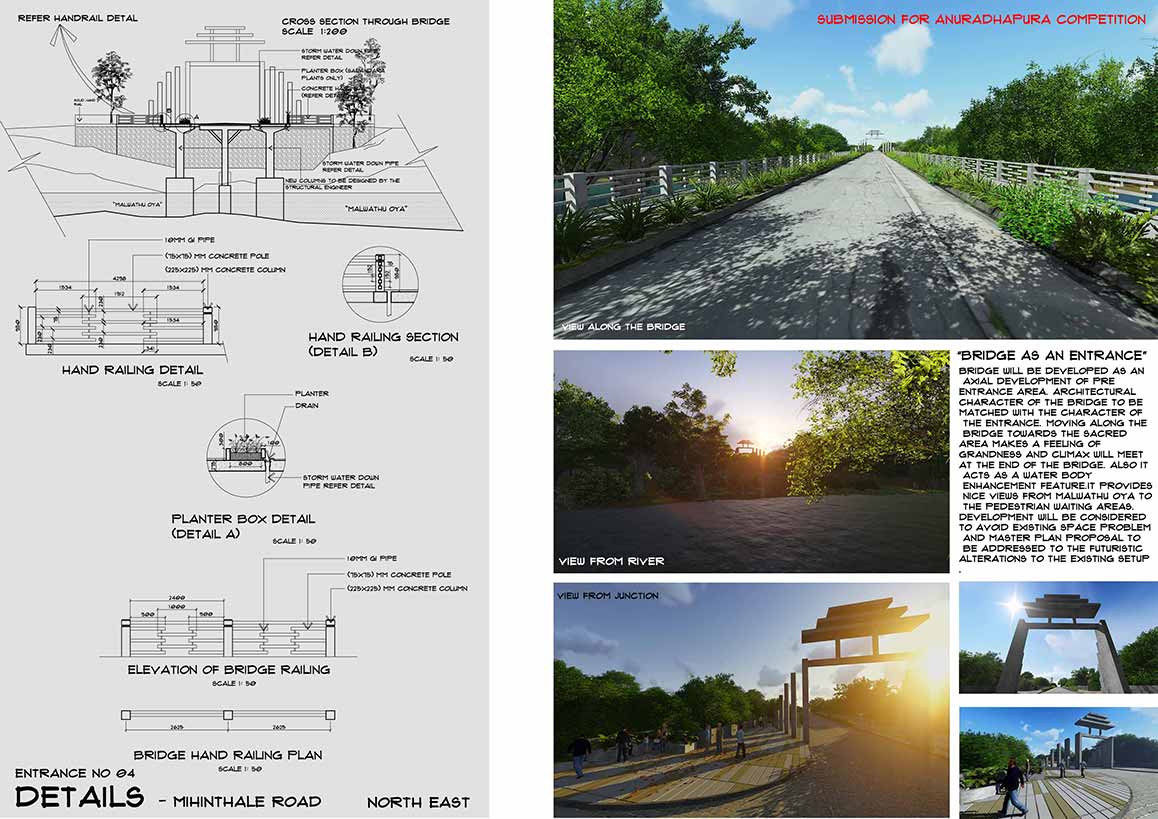 REFER HANDRAIL DETAL
CROSS SECTION THROUGH BRIDGE
SCALE 1:200
STORM WATER DOWN PIPE
REFER DETAIL
PLANTER BOX
PLANTS ONLY)
CONCRETE
(REFER
A
STORM WATER DOWN PIPE
REFER DETAIL
NEW COLUMNS TO BE DESIGNED BY THE
STRUCTURAL ENGINEER
"MALWATHU OYA"
"MALWATHU OYA"
10MM GI PIPE
(75X75) MM CONCRETE POLE
(225X225) MM CONCRETE COLUMN
4250
1534
1534
1512
1534
HAND RAILING DETAIL
SCALE 1: 50
HAND RAILING SECTION
(DETAIL B)
SCALE 1: 50
PLANTER
DRAIN
300
100
800
STORM WATER DOWN
PIPE REFER DETAIL
PLANTER BOX DETAIL
(DETAIL A)
SCALE 1: 50
10MM GI PIPE
(75X75) MM CONCRETE POLE
(225X225) MM CONCRETE COLUMN
2400
1000
500
500
ELEVATION OF BRIDGE RAILING
SCALE 1: 50
2625
2625
BRIDGE HAND RAILING PLAN
SCALE 1: 50
ENTRANCE NO 04
DETAILS - MIHINTHALE ROAD NORTH EAST
SUBMISSION FOR ANURADHAPURA COMPETITION
VIEW ALONG THE BRIDGE
VIEW FROM RIVER
"BRIDGE AS AN ENTRANCE"
BRIDGE WILL BE DEVELOPED AS AN
AXIAL DEVELOPMENT OF PRE
ENTRANCE AREA. ARCHITECTURAL
CHARACTER OF THE BRIDGE TO BE
MATCHED WITH THE CHARACTER OF
THE ENTRANCE. MOVING ALONG THE
BRIDGE TOWARDS THE SACRED
AREA MAKES A FEELING OF
GRANDNESS AND CLIMAX WILL MEET
AT THE END OF THE BRIDGE. ALSO IT
ACTS AS A WATER BODY
ENHANCEMENT FEATURE.IT PROVIDES
NICE VIEWS FROM MALWATHU OYA TO
THE PEDESTRIAN WAITING AREAS.
DEVELOPMENT WILL BE CONSIDERED
TO AVOID EXISTING SPACE PROBLEM
AND MASTER PLAN PROPOSAL TO
BE ADDRESSED TO THE FUTURISTIC
ALTERATIONS TO THE EXISTING SETUP
.
VIEW FROM JUNCTION